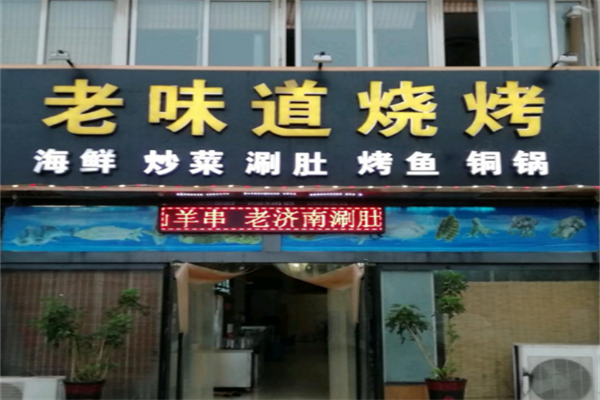 老味道烧烤
海鲜 炒菜 涮肚 烤鱼 铜锅
羊串 老济南涮肚